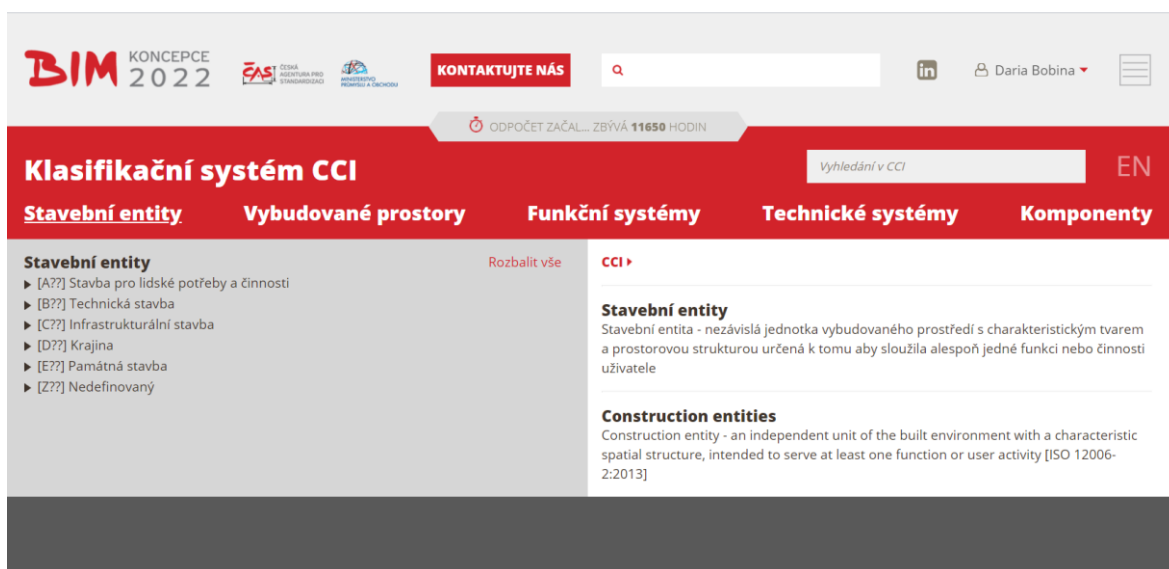 BIM KONCEPCE 2022
ČAS ČESKÁ AGENTURA PRO STANDARDIZACI
MINISTERSTVO PRŮMYSLU A OBCHODU
KONTAKTUJTE NÁS
in
Daria Bobina
ODPOČET ZAČAL... ZBÝVÁ 11650 HODIN
Klasifikační systém CCI
Vyhledání v CCI
EN
Stavební entity Vybudované prostory Funkční systémy Technické systémy Komponenty
Stavební entity
Rozbalit vše
[A??] Stavba pro lidské potřeby a činnosti
[B??] Technická stavba
[C??] Infrastrukturální stavba
[D??] Krajina
[E??] Památná stavba
[Z??] Nedefinovaný
CCI
Stavební entity
Stavební entita - nezávislá jednotka vybudovaného prostředí s charakteristickým tvarem
a prostorovou strukturou určená k tomu aby sloužila alespoň jedné funkci nebo činnosti
uživatele
Construction entities
Construction entity - an independent unit of the built environment with a characteristic
spatial structure, intended to serve at least one function or user activity [ISO 12006-
2:2013]